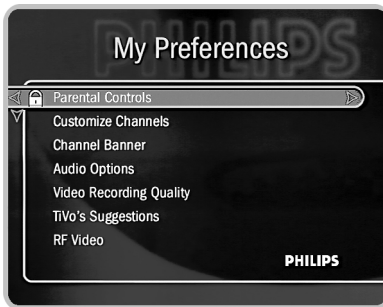 PHILIPS
My Preferences
Parental Controls
Customize Channels
Channel Banner
Audio Options
Video Recording Quality
TiVo's Suggestions
RF Video
PHILIPS